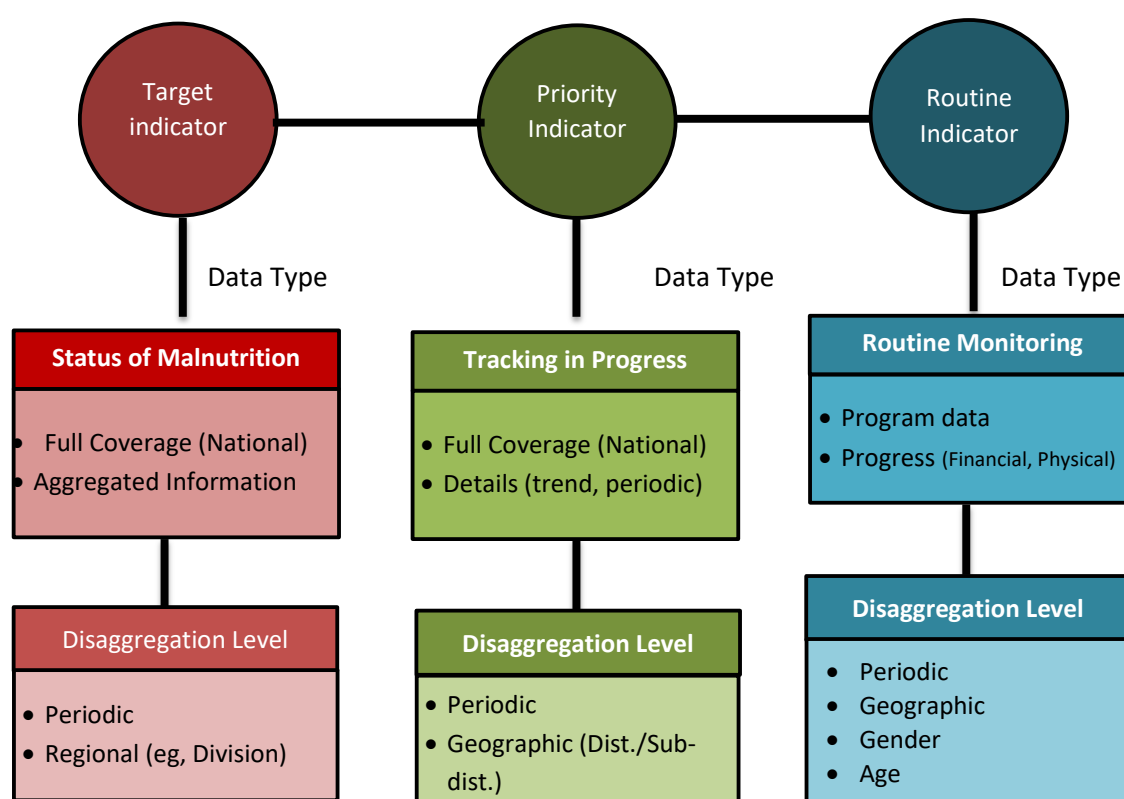 Target
indicator
Priority
Indicator
Routine
Indicator
Data Type
Data Type
Data Type
Status of Malnutrition
• Full Coverage (National)
• Aggregated Information
Tracking in Progress
• Full Coverage (National)
• Details (trend, periodic)
Routine Monitoring
• Program data
• Progress (Financial, Physical)
Disaggregation Level
• Periodic
• Regional (eg, Division)
Disaggregation Level
• Periodic
• Geographic (Dist./Sub-
dist.)
Disaggregation Level
• Periodic
• Geographic
• Gender
• Age